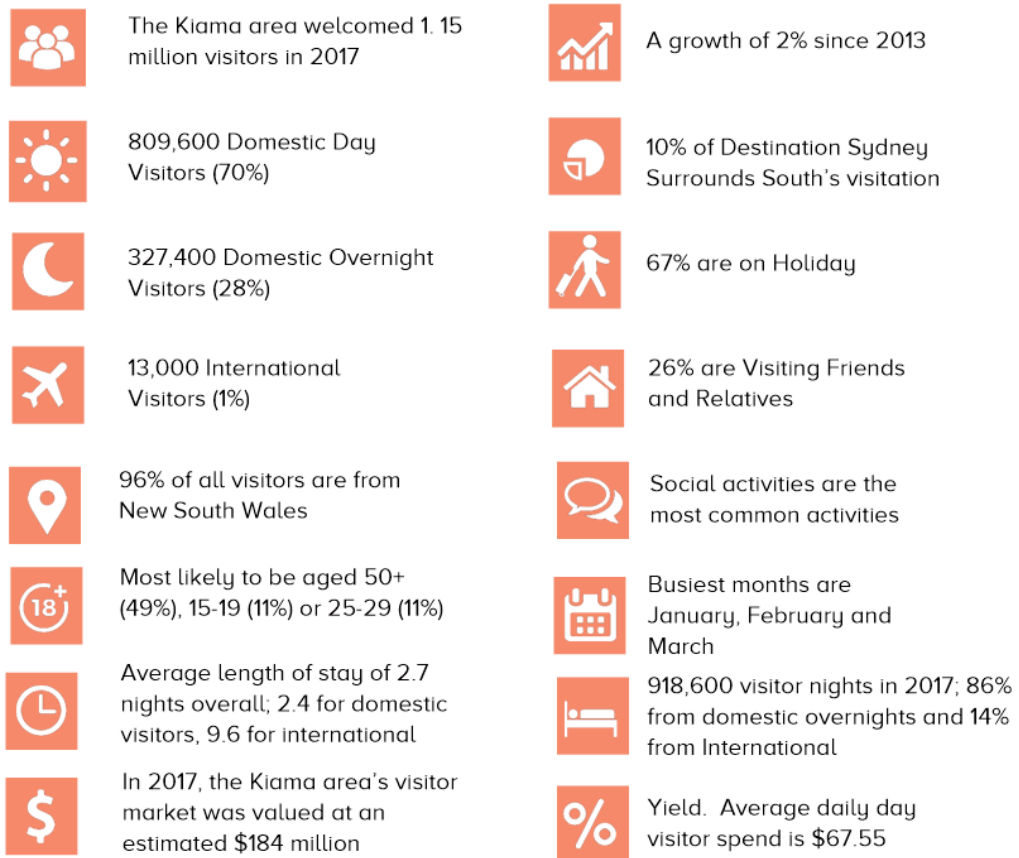 The Kiama area welcomed 1. 15
million visitors in 2017
A growth of 2% since 2013
809,600 Domestic Day
Visitors (70%)
10% of Destination Sydney
Surrounds South's visitation
327,400 Domestic Overnight
Visitors (28%)
67% are on Holiday
13,000 International
Visitors (1%)
26% are Visiting Friends
and Relatives
96% of all visitors are from
New South Wales
Social activities are the
most common activities
18+
Most likely to be aged 50+
(49%), 15-19 (11%) or 25-29 (11%)
Busiest months are
January, February and
March
Average length of stay of 2.7
nights overall; 2.4 for domestic
visitors, 9.6 for international
918,600 visitor nights in 2017; 86%
from domestic overnights and 14%
from International
$
In 2017, the Kiama area's visitor
market was valued at an
estimated $184 million
%
Yield.  Average daily day
visitor spend is $67.55